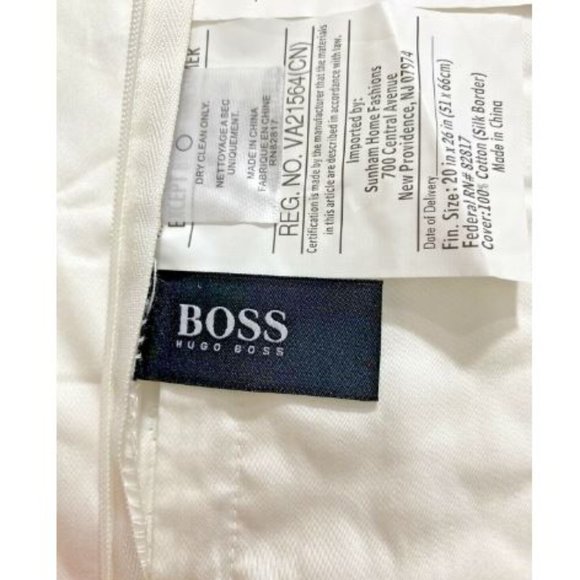 DRY CLEAN ONLY.
NETTOYAGE A SEC
UNIQUEMENT.
MADE IN CHINA
FABRIQUE EN CHINE
RN82817
REG. NO. VA21564(CN)
Certification is made by the manufacturer that the materials
in this article are described in accordance with law.
Imported by:
Sunham Home Fashions
700 Central Avenue
New Providence, NJ 07974
Date of Delivery
Fin. Size: 20 in x 26 in (51 x 66cm)
Federal RN# 82817
Cover:100% Cotton (Silk Border)
Made in China
BOSS
HUGO BOSS